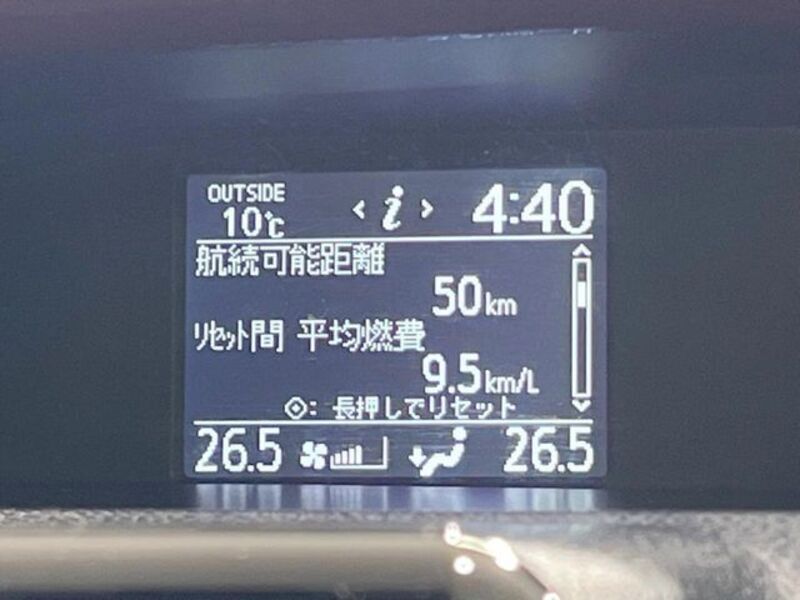 OUTSIDE
10℃
< i > 4:40
航続可能距離
50km
リセット間 平均燃費
9.5km/L
長押しでリセット
26.5 26.5